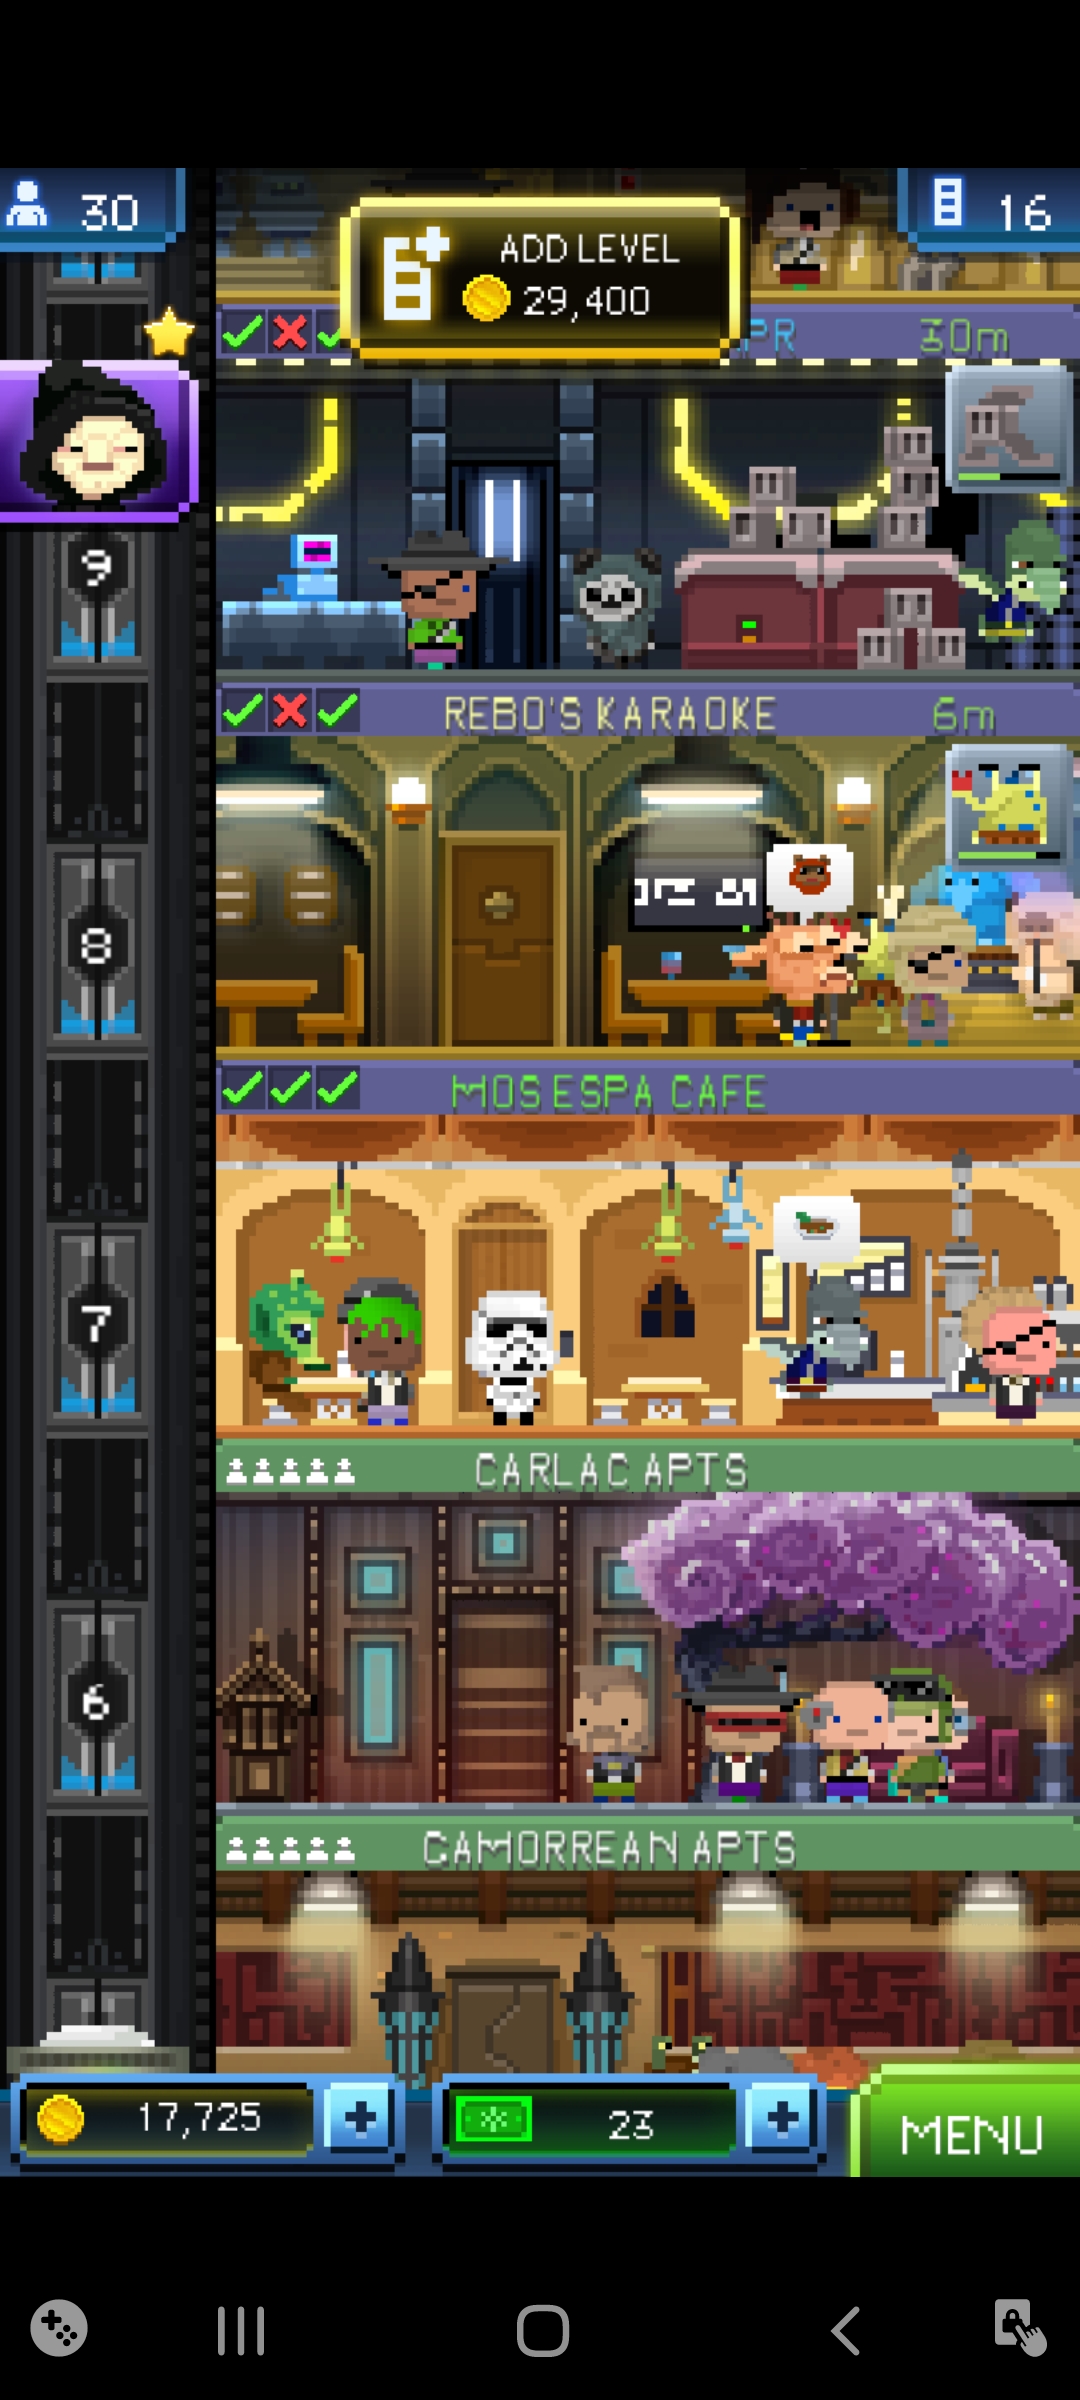 30
16
ADD LEVEL
29,400
30m
9
REBO'S KARAOKE
6m
8
MOS ESPA CAFE
7
CARLAC APTS
6
CAMORREAN APTS
17,725
23
MENU